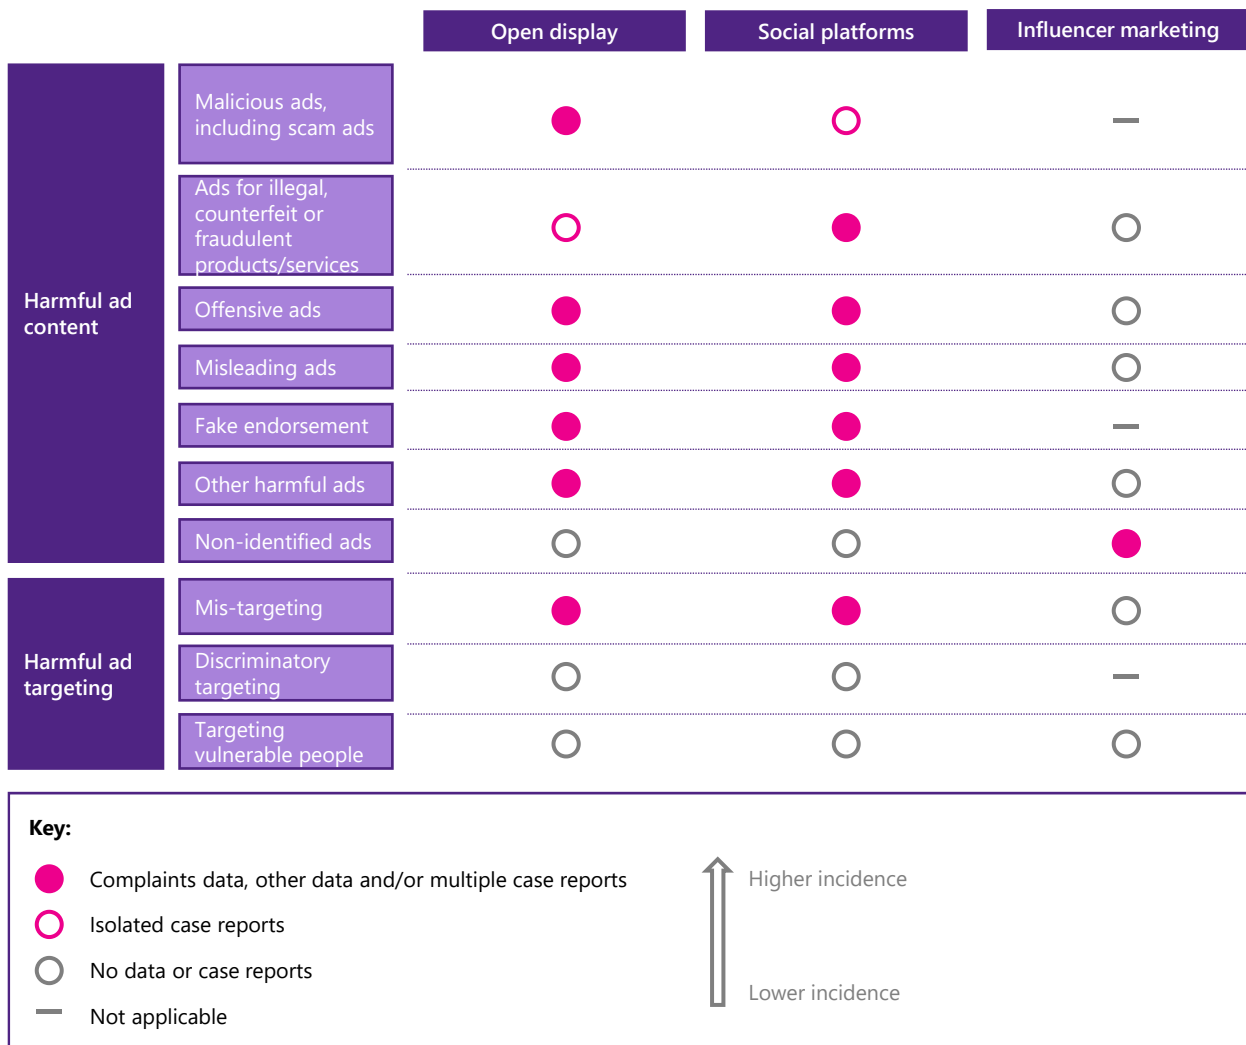 Open display
Social platforms
Influencer marketing
Harmful ad
content
Malicious ads,
including scam ads
Ads for illegal,
counterfeit or
fraudulent
products/services
Offensive ads
Misleading ads
Fake endorsement
Other harmful ads
Non-identified ads
Harmful ad
targeting
Mis-targeting
Discriminatory
targeting
Targeting
vulnerable people
Key:
Complaints data, other data and/or multiple case reports
Isolated case reports
No data or case reports
Not applicable
Higher incidence
Lower incidence